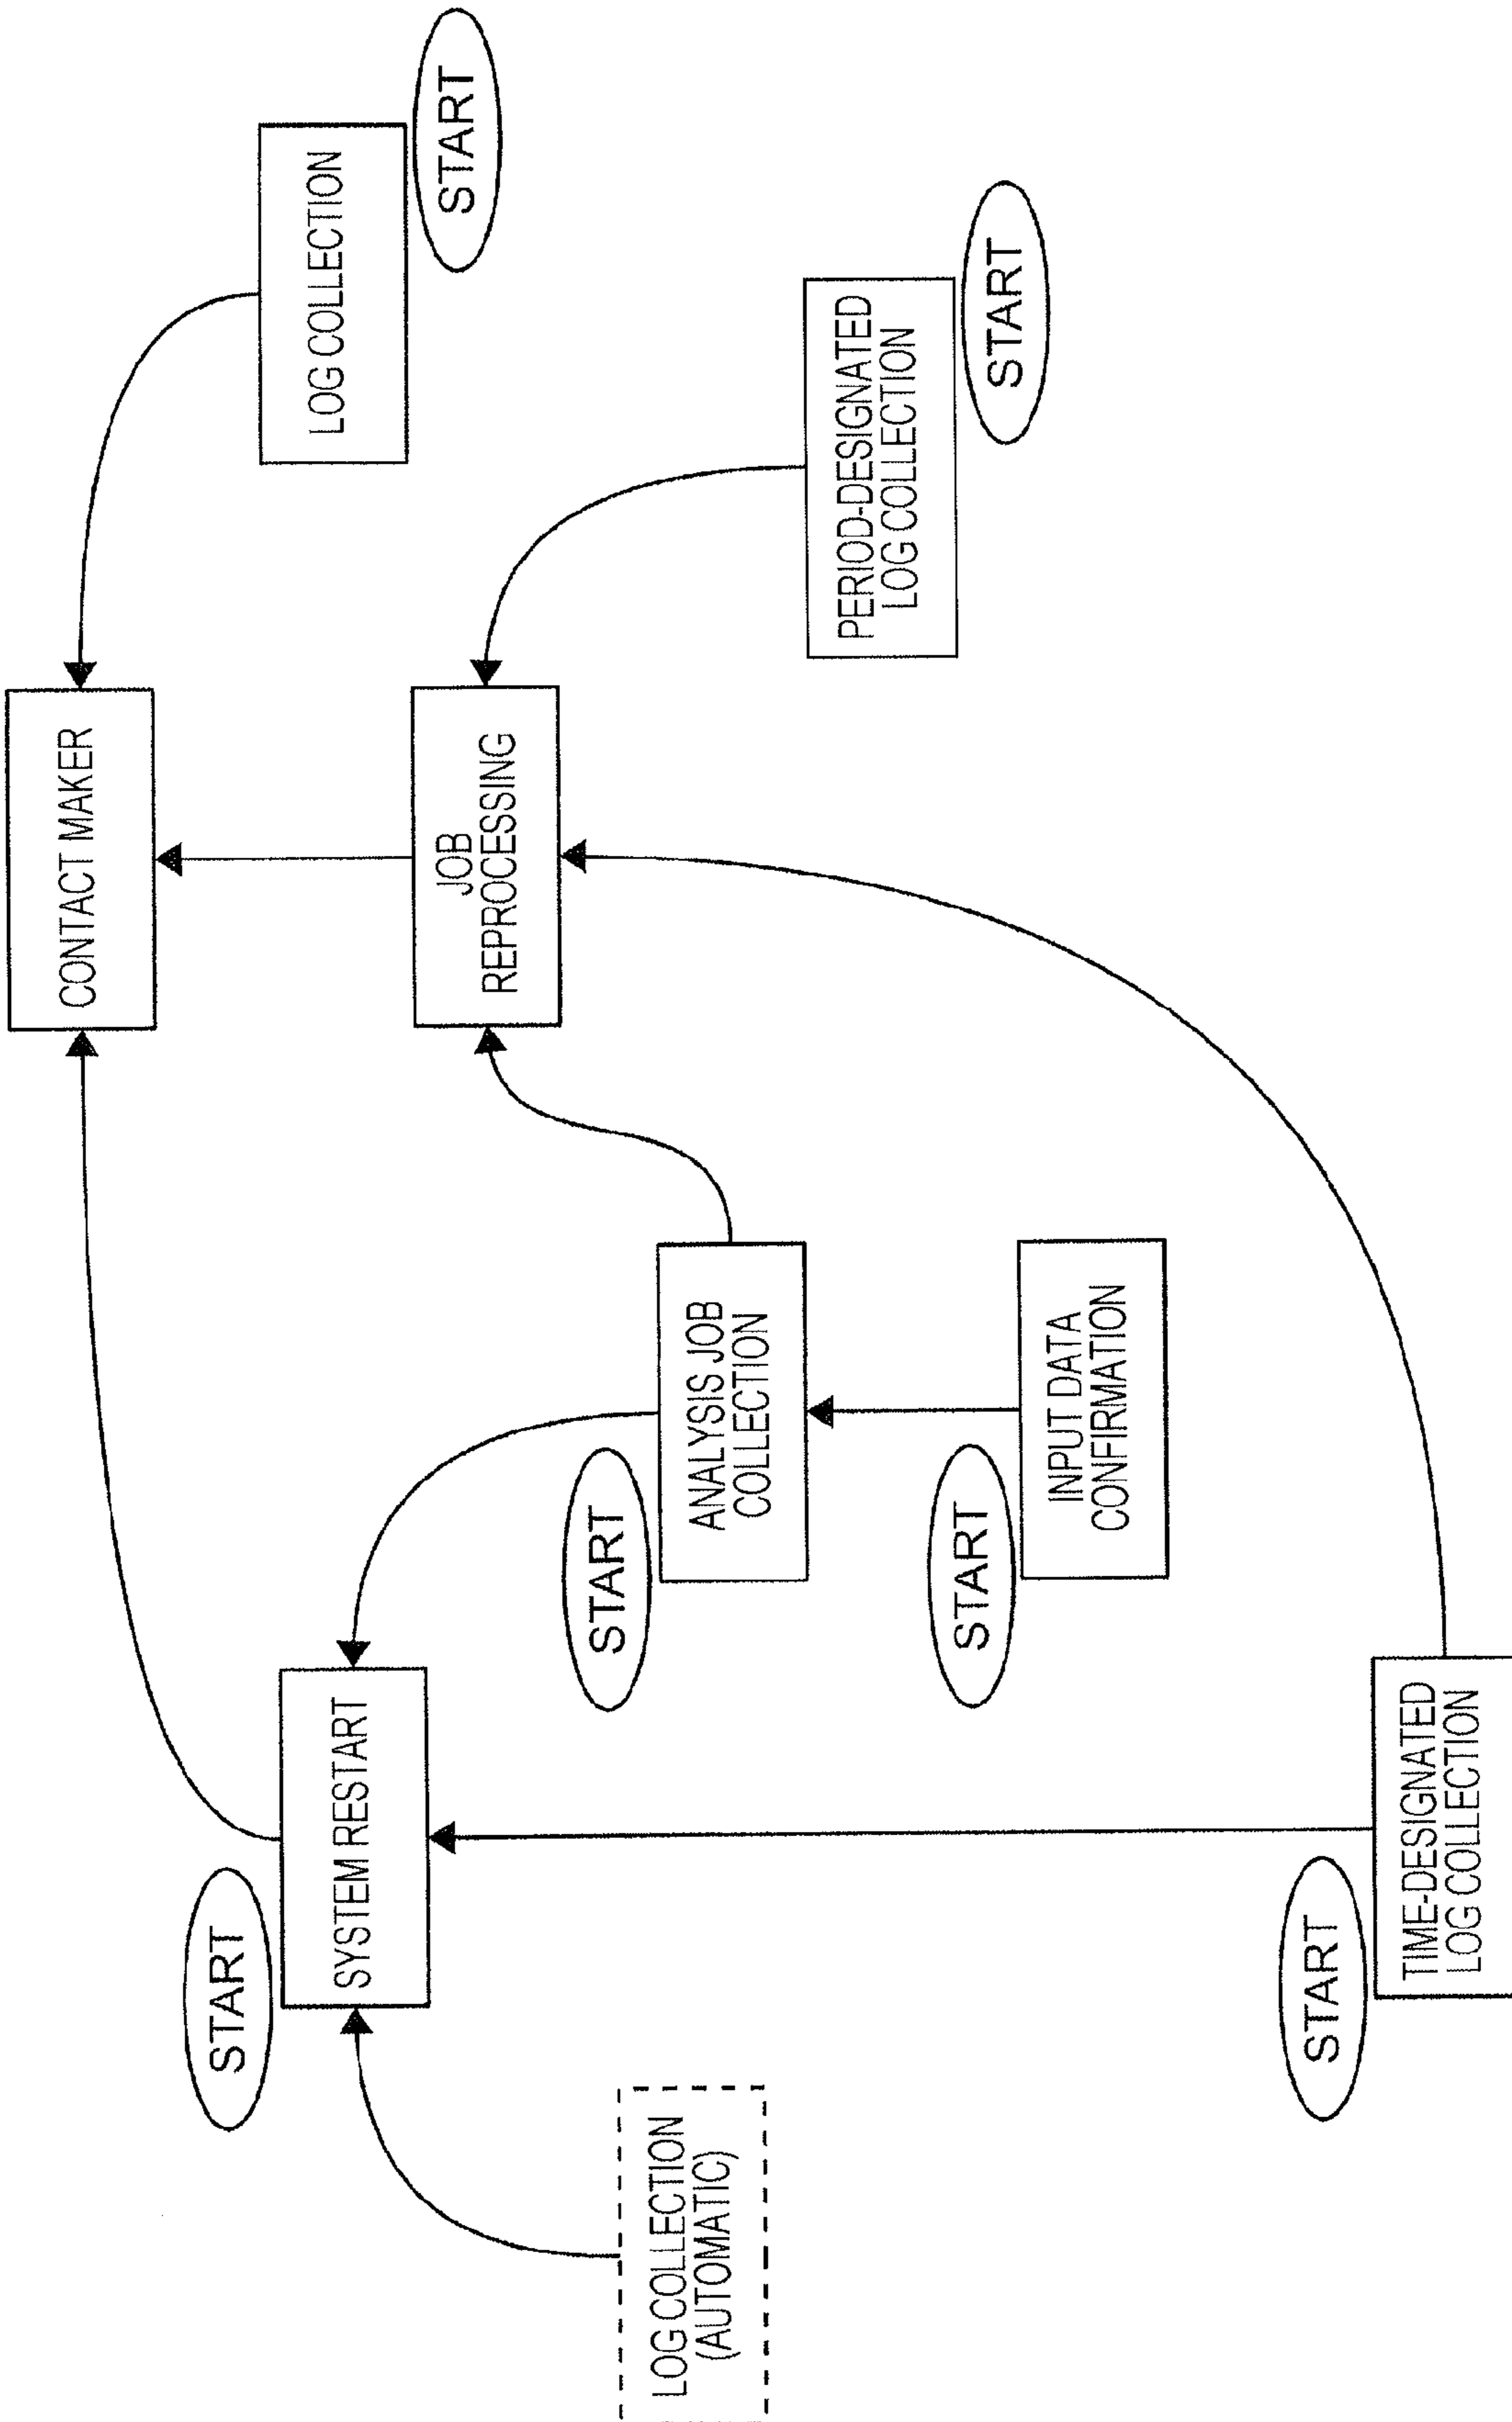 CONTACT MAKER
START
LOG COLLECTION
START
SYSTEM RESTART
JOB
REPROCESSING
LOG COLLECTION
(AUTOMATIC)
START
ANALYSIS JOB
COLLECTION
PERIOD-DESIGNATED
LOG COLLECTION
START
START
INPUT DATA
CONFIRMATION
START
TIME-DESIGNATED
LOG COLLECTION